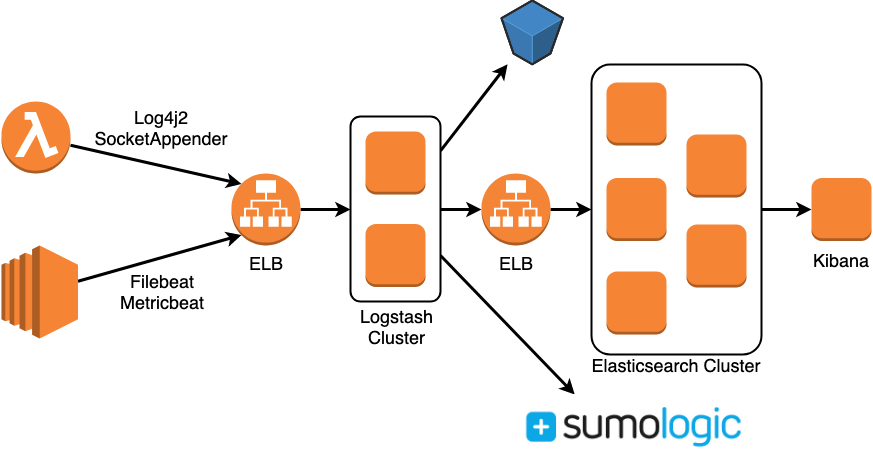 Log4j2
SocketAppender
Filebeat
Metricbeat
ELB
Logstash
Cluster
ELB
Elasticsearch Cluster
Kibana
sumologic